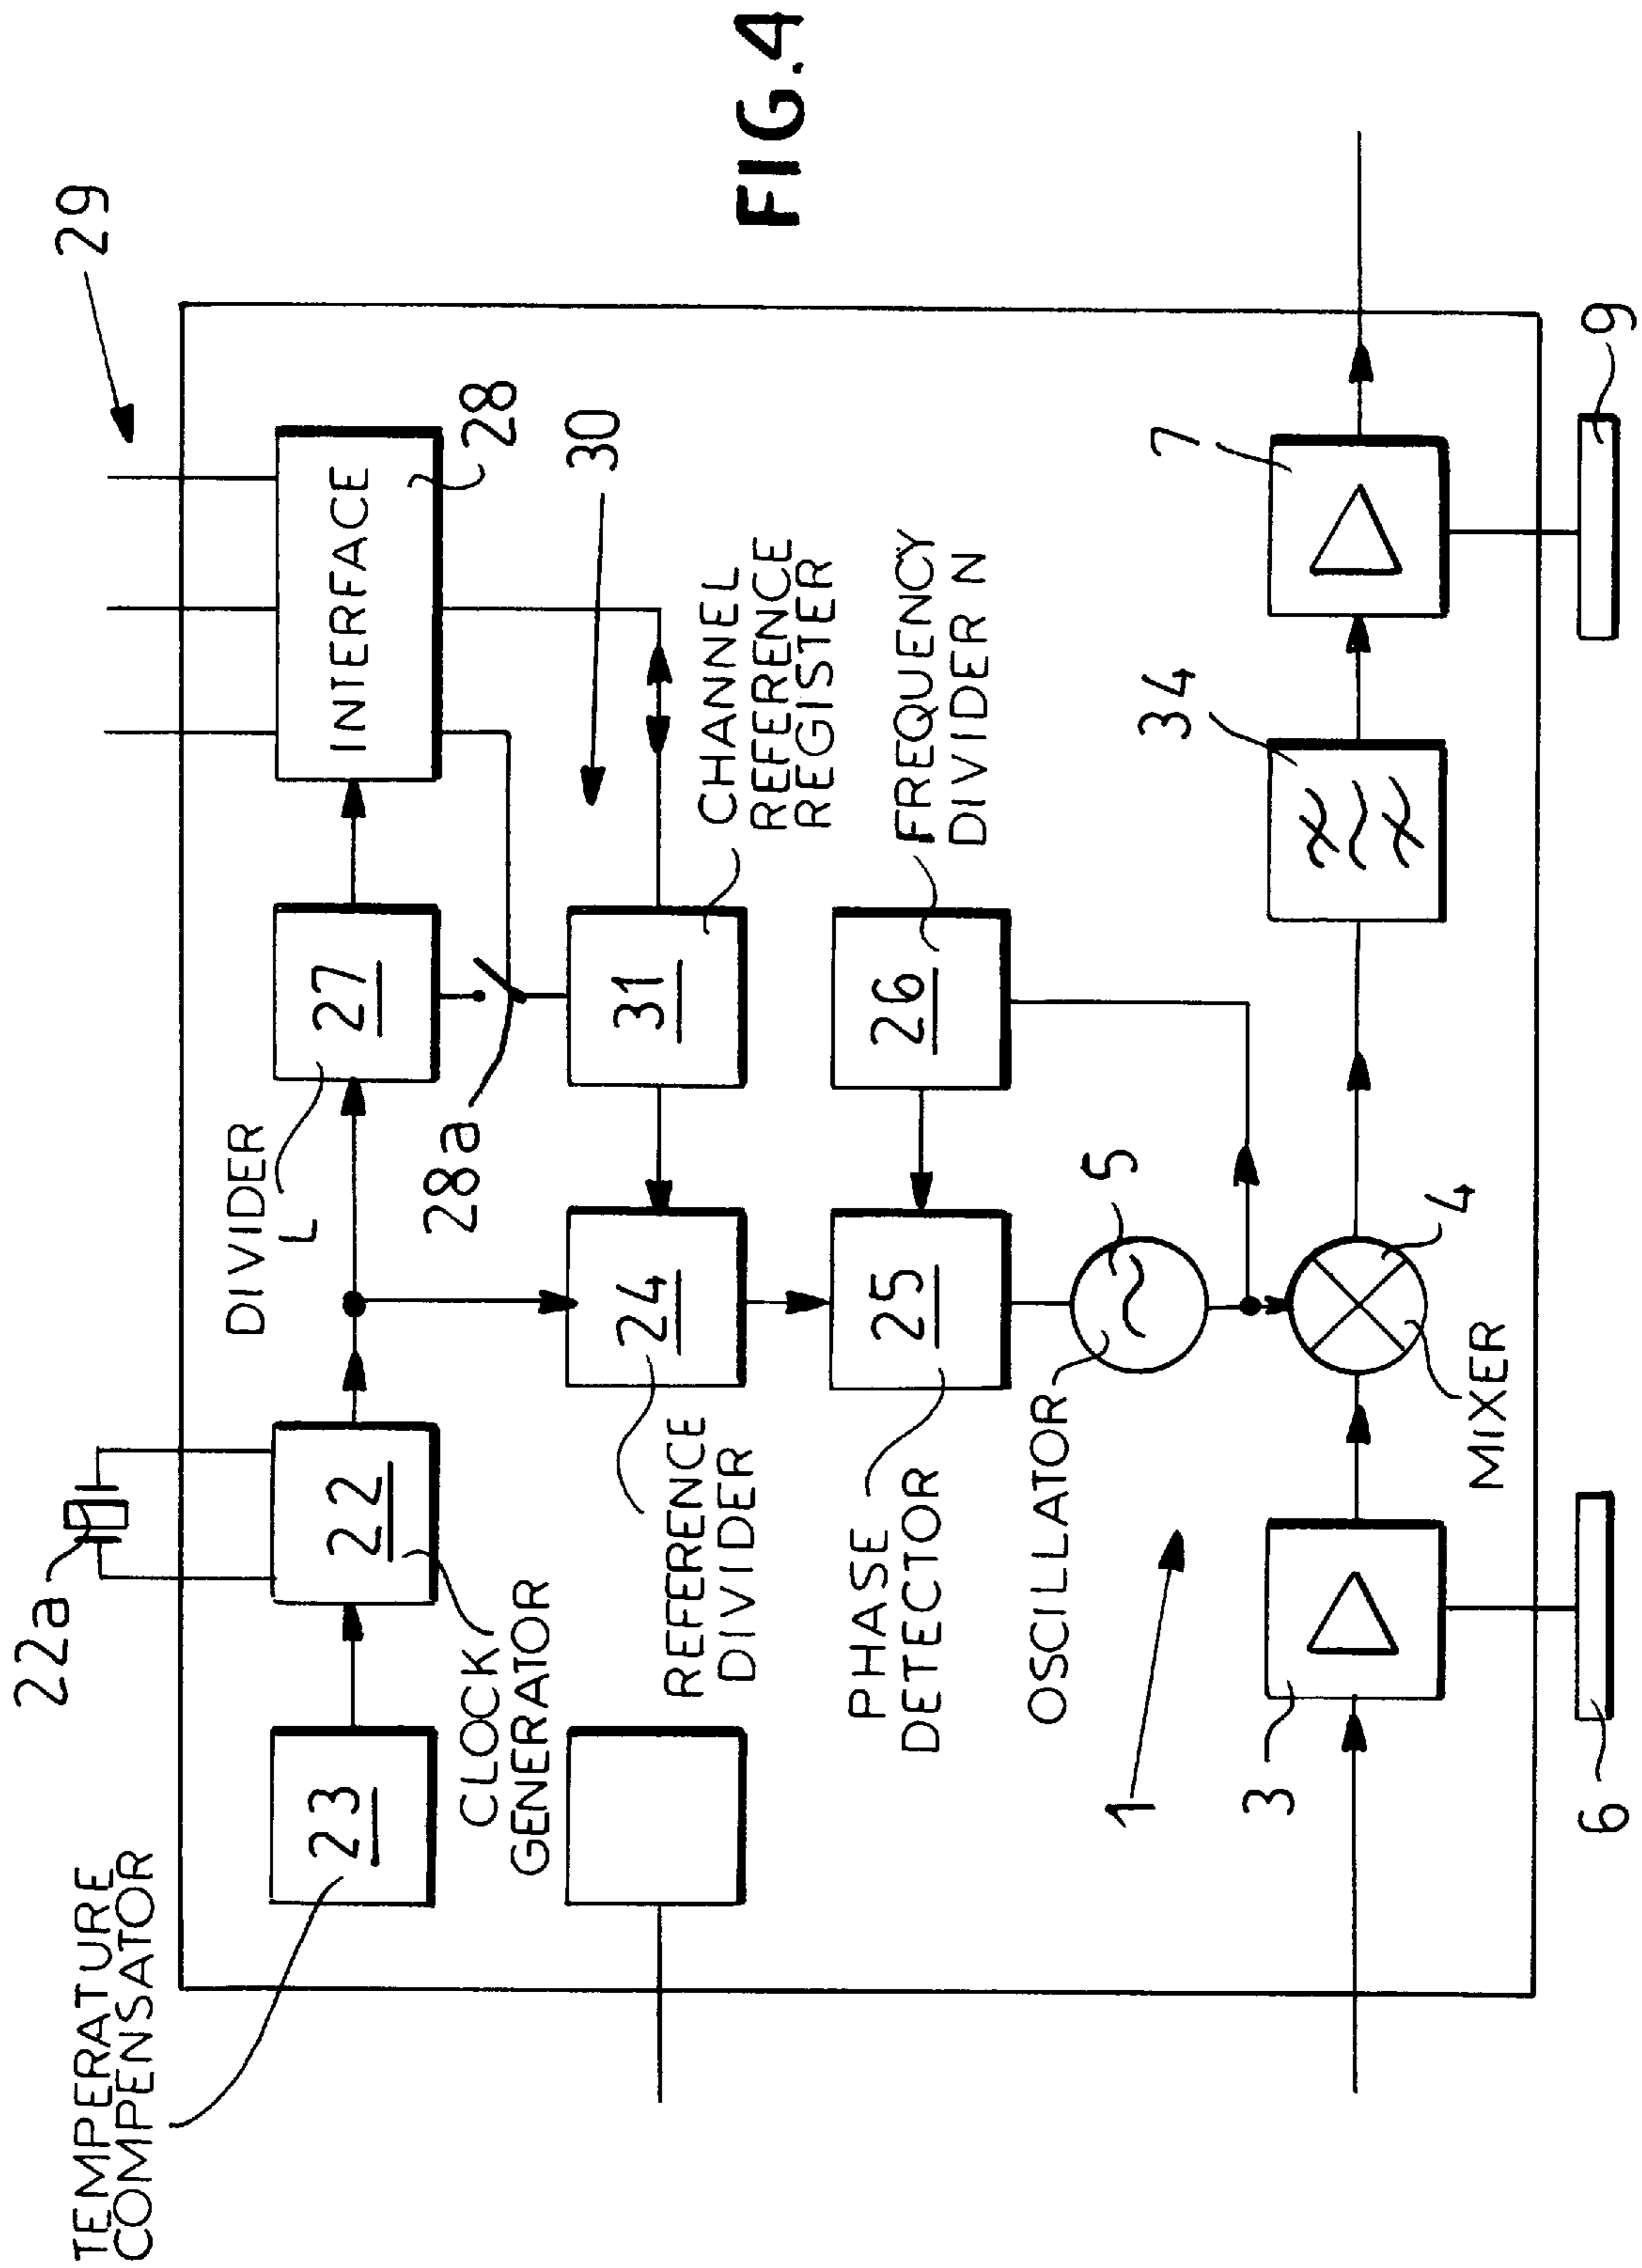 29
22a
TEMPERATURE
COMPENSATOR
23
22
CLOCK
GENERATOR
DIVIDER
L
27
INTERFACE
28
28a
30
31
CHANNEL
REFERENCE
REGISTER
24
REFERENCE
DIVIDER
25
PHASE
DETECTOR
26
FREQUENCY
DIVIDER N
OSCILLATOR
5
1
3
MIXER
4
34
7
6
9
FIG.4